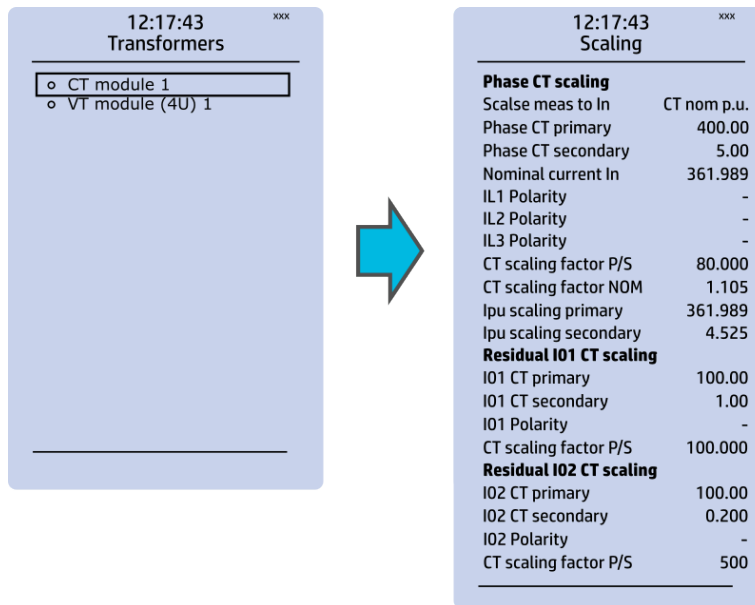 12:17:43 xxx
Transformers
CT module 1
VT module (4U) 1
12:17:43 xxx
Scaling
Phase CT scaling
Scalse meas to In CT nom p.u.
Phase CT primary 400.00
Phase CT secondary 5.00
Nominal current In 361.989
IL1 Polarity -
IL2 Polarity -
IL3 Polarity -
CT scaling factor P/S 80.000
CT scaling factor NOM 1.105
Ipu scaling primary 361.989
Ipu scaling secondary 4.525
Residual I01 CT scaling
I01 CT primary 100.00
I01 CT secondary 1.00
I01 Polarity -
CT scaling factor P/S 100.000
Residual I02 CT scaling
I02 CT primary 100.00
I02 CT secondary 0.200
I02 Polarity -
CT scaling factor P/S 500